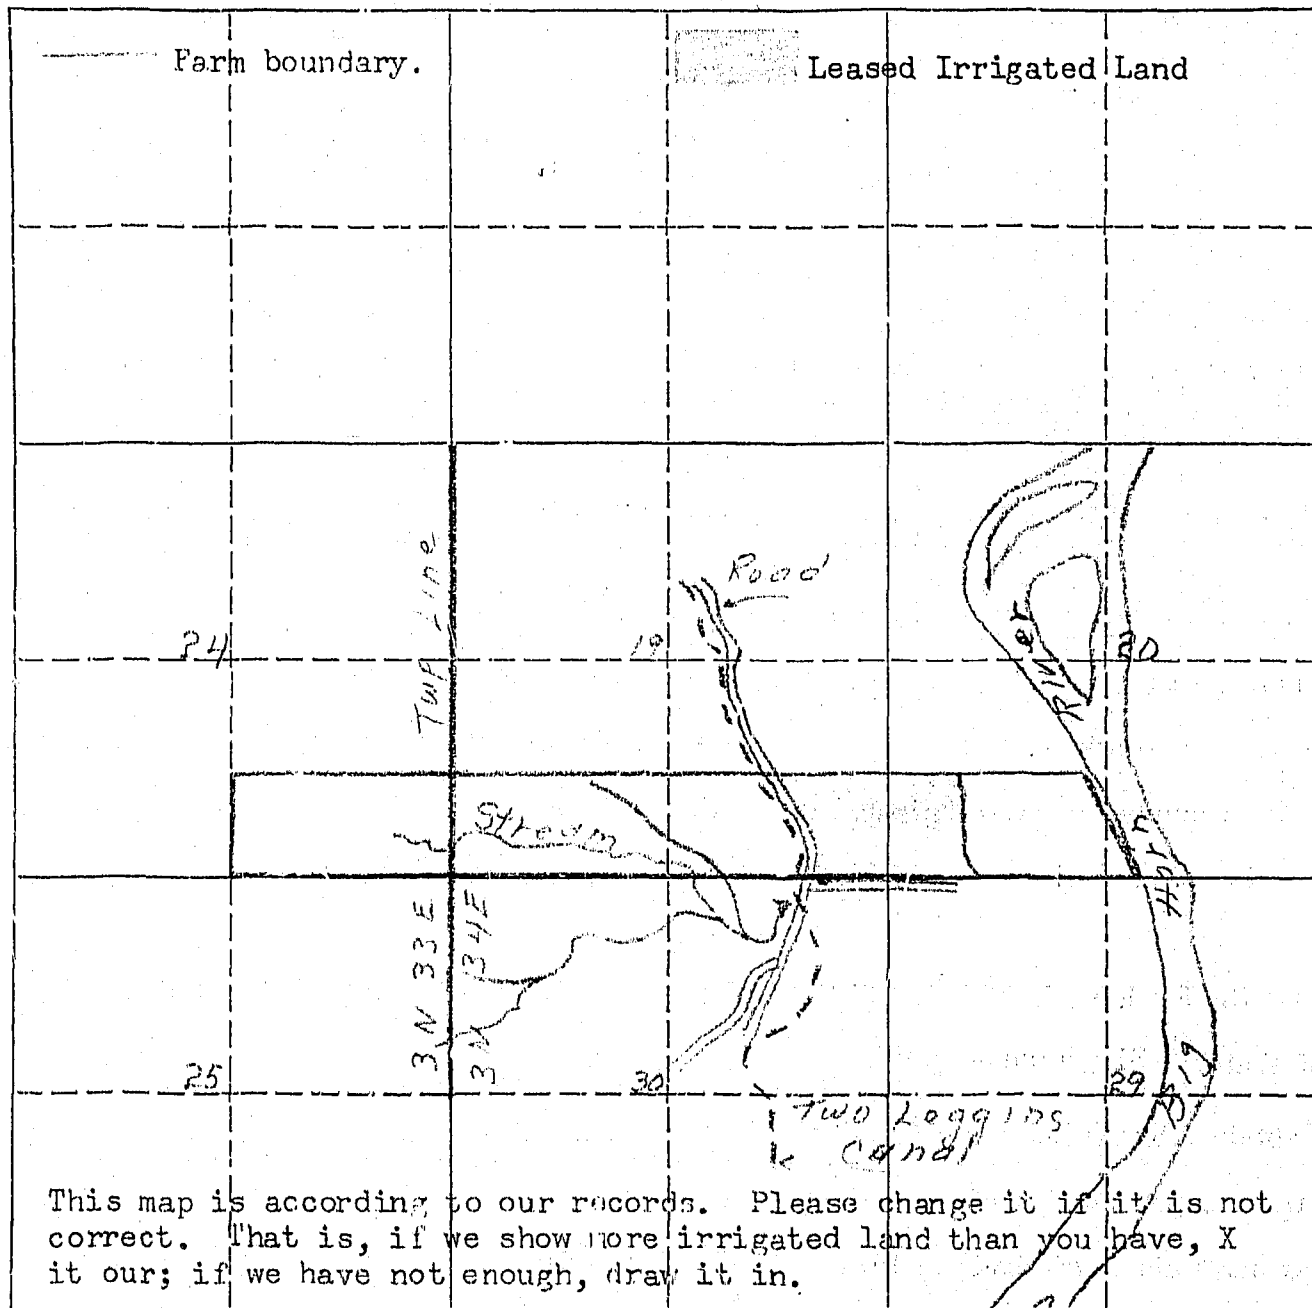 Farm boundary.
Leased Irrigated Land
Road
Twp Line
24
19
20
River
Stream
Horn
3N 33E
3N 34E
25
30
29
Big
Two Legging
Canal
This map is according to our records. Please change it if it is not
correct. That is, if we show more irrigated land than you have, X
it our; if we have not enough, draw it in.